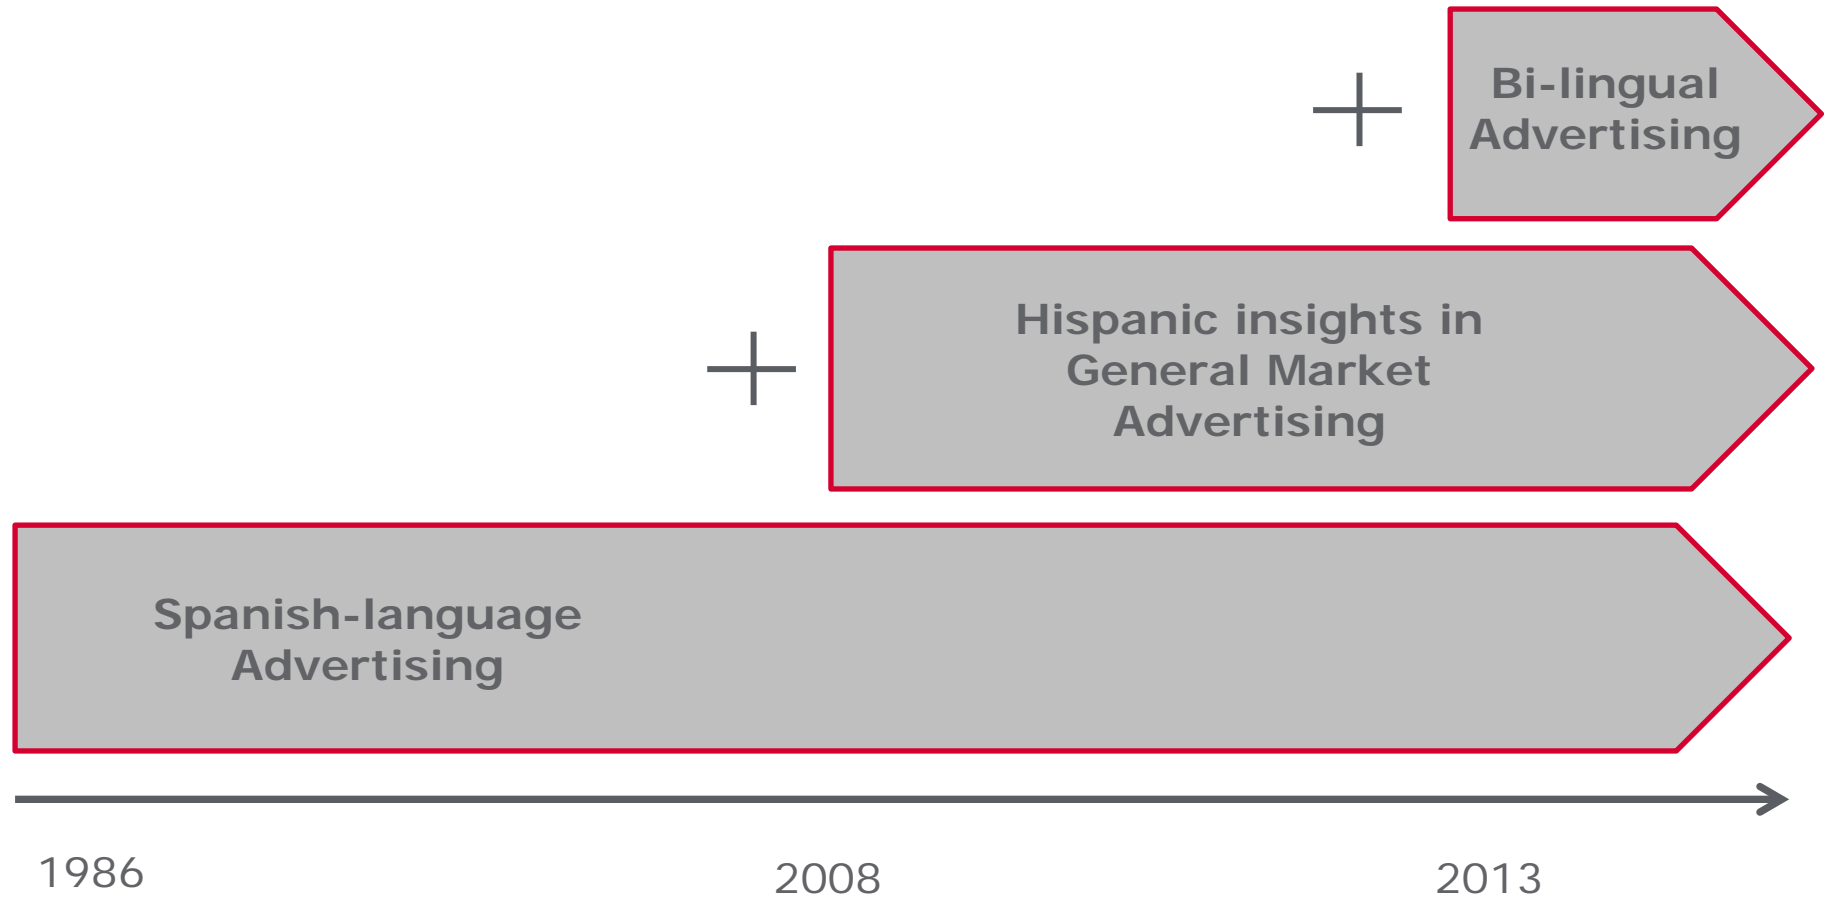 Bi-lingual
Advertising
Hispanic insights in
General Market
Advertising
Spanish-language
Advertising
1986
2008
2013